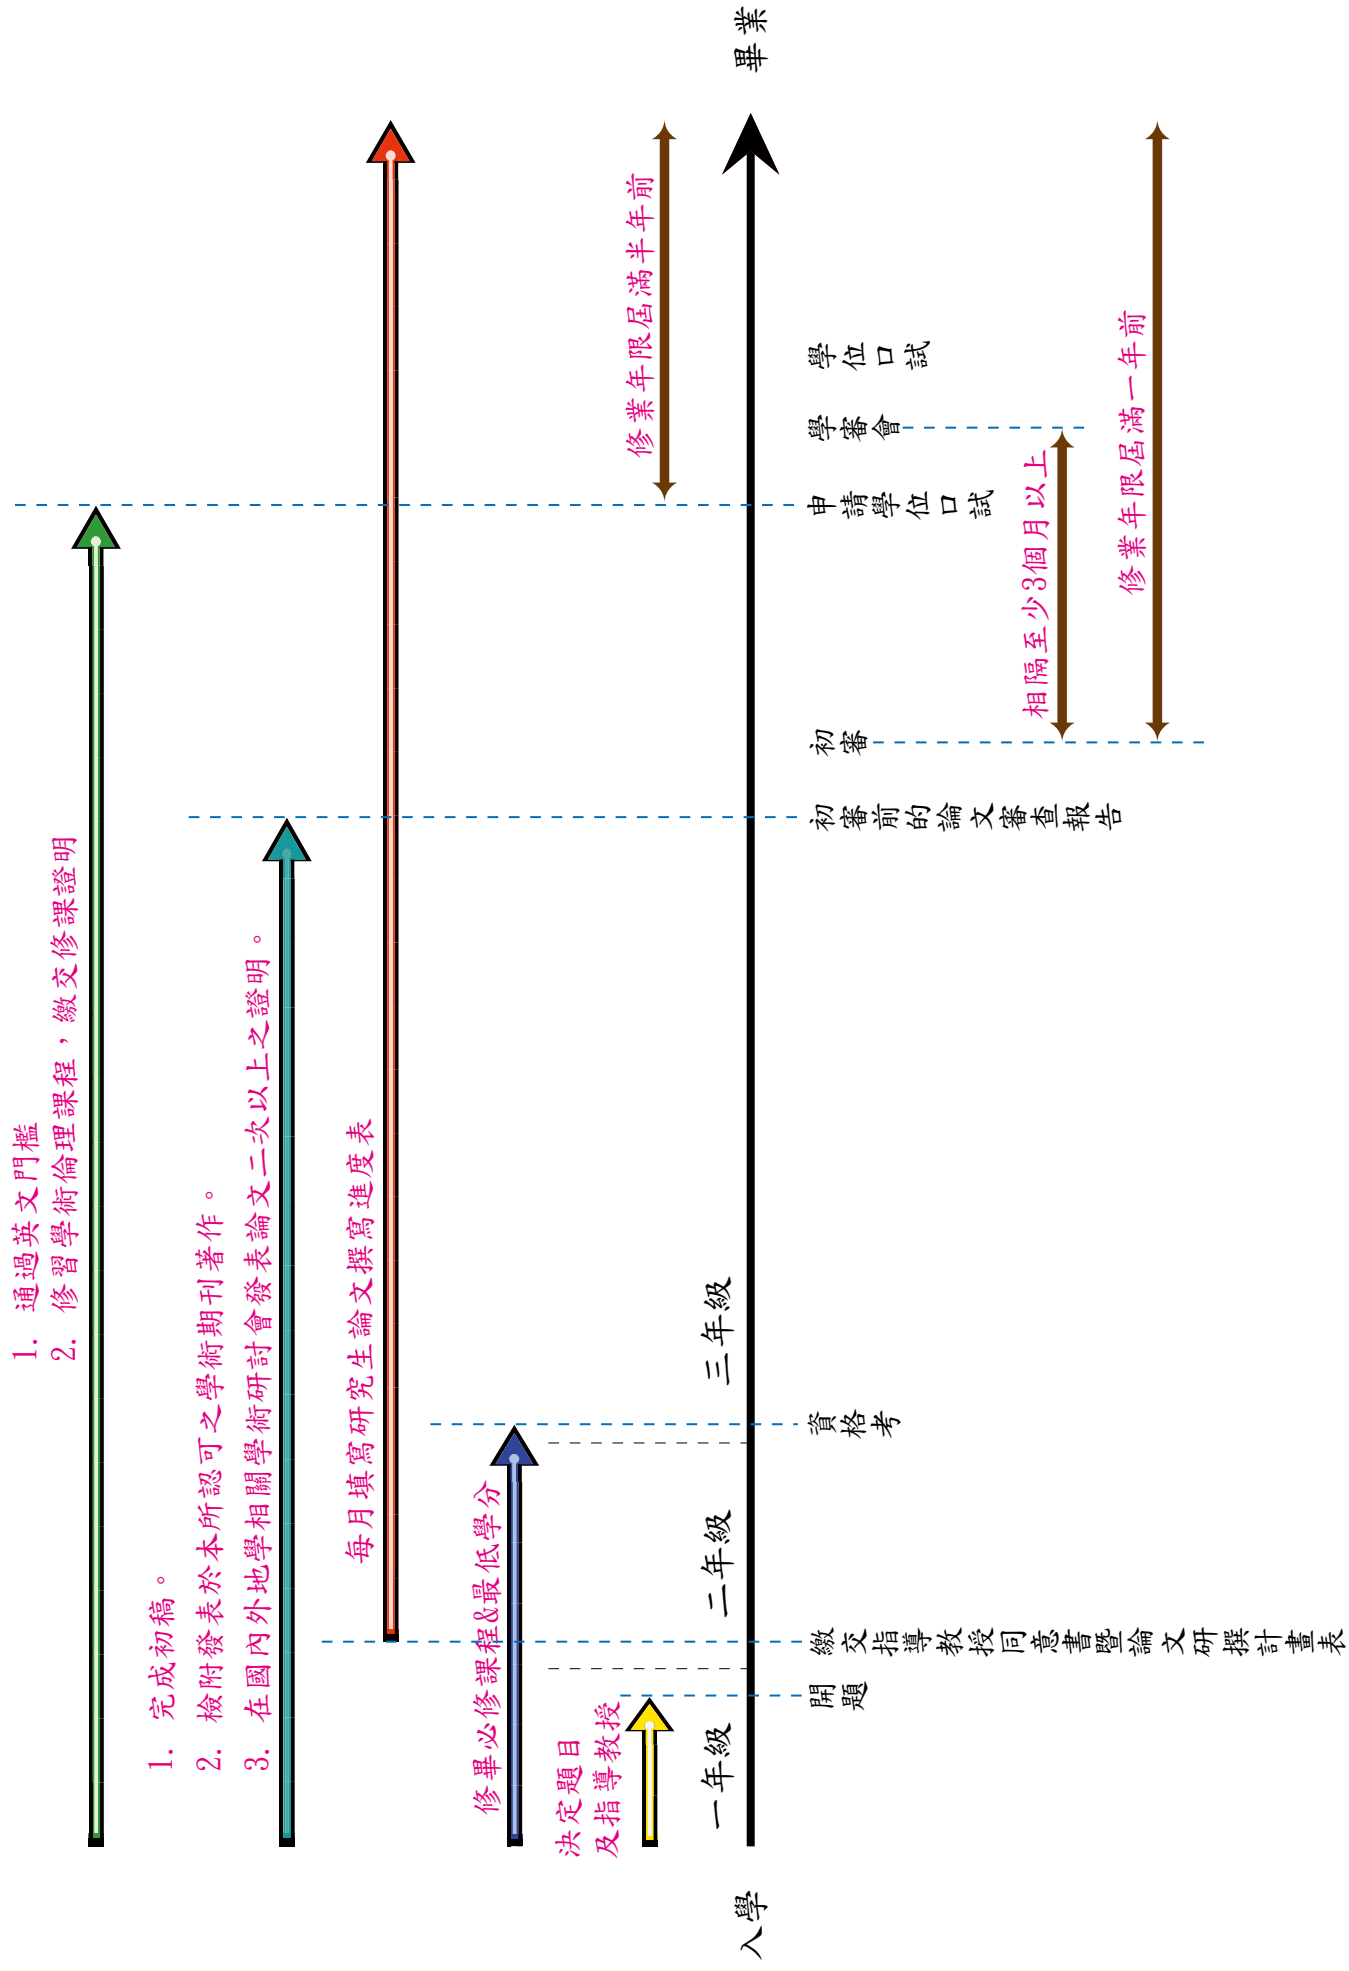 1. 通過英文門檻
2. 修習學術倫理課程，繳交修課證明
1. 完成初稿。
2. 檢附發表於本所認可之學術期刊著作。
3. 在國內外地學相關學術研討會發表論文二次以上之證明。
每月填寫研究生論文撰寫進度表
修畢必修課程&最低學分
決定題目
及指導教授
修業年限屆滿半年前
一年級
二年級
三年級
入學
畢業
開題
繳交指導教授同意書暨論文研撰計畫表
資格考
初審前的論文審查報告
初審
申請學位口試
學審會
學位口試
相隔至少3個月以上
修業年限屆滿一年前